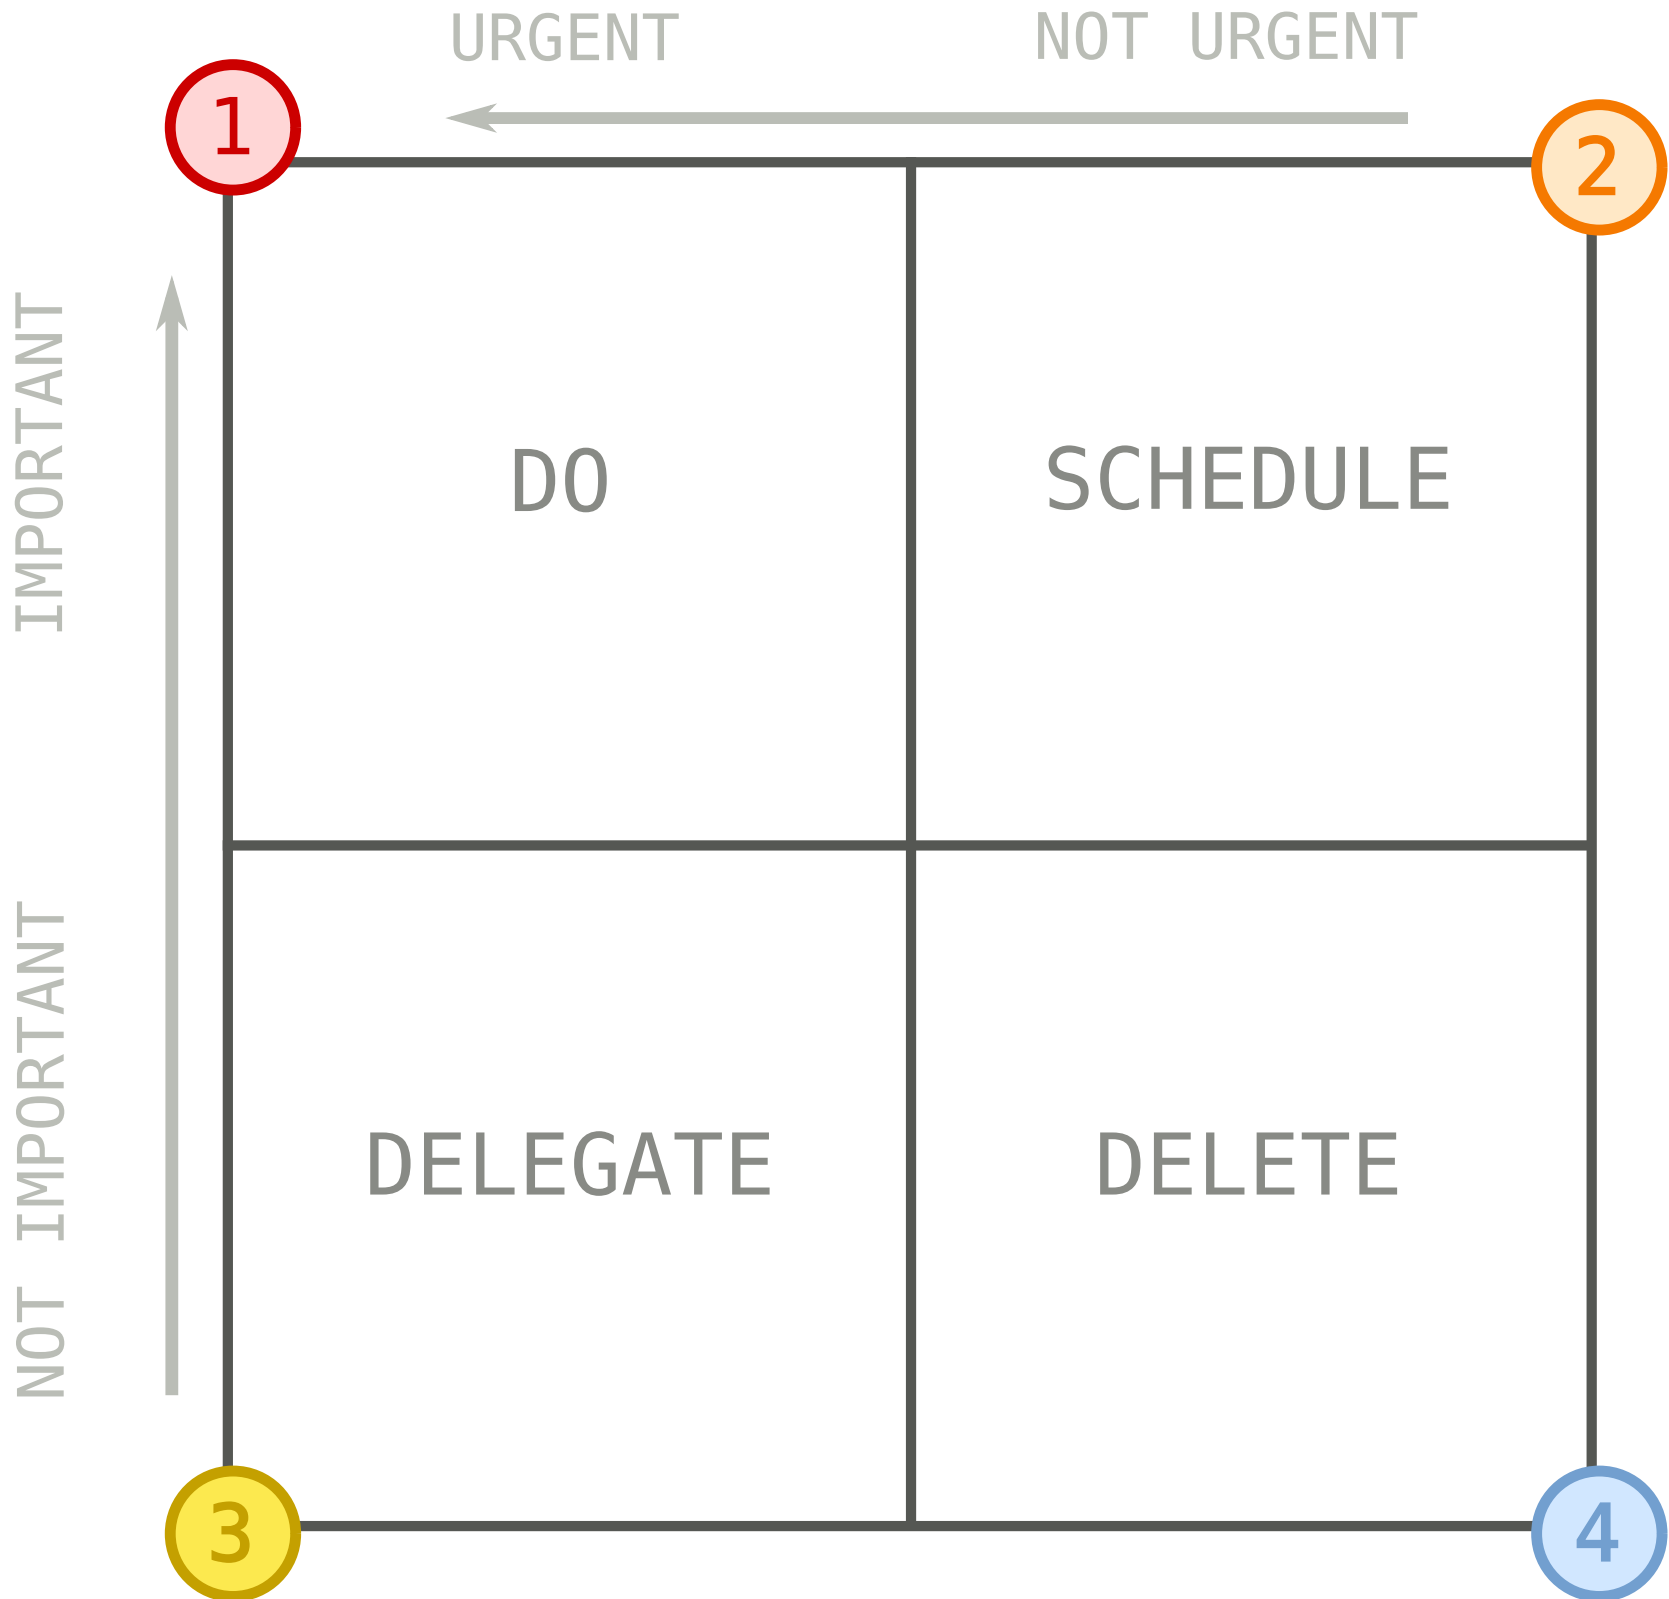 URGENT NOT URGENT
1
2
IMPORTANT
DO SCHEDULE
NOT IMPORTANT
DELEGATE DELETE
3
4